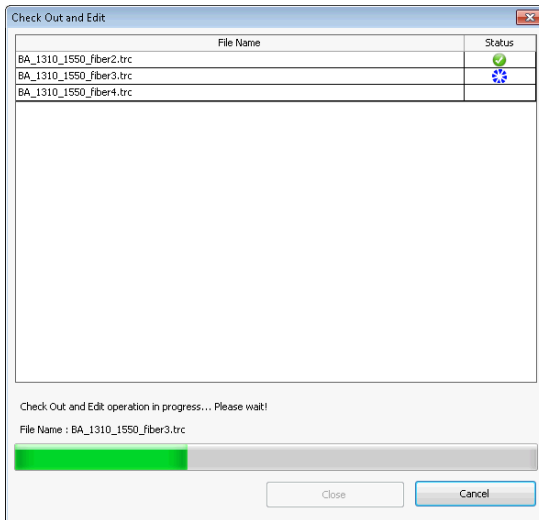 Check Out and Edit
File Name Status
BA_1310_1550_fiber2.trc
BA_1310_1550_fiber3.trc
BA_1310_1550_fiber4.trc
Check Out and Edit operation in progress... Please wait!
File Name : BA_1310_1550_fiber3.trc
Close Cancel